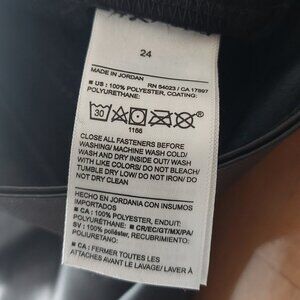 24
MADE IN JORDAN RN 54023 / CA 17897
■ US : 100% POLYESTER, COATING:
POLYURETHANE:
30
1166
CLOSE ALL FASTENERS BEFORE
WASHING/ MACHINE WASH COLD/
WASH AND DRY INSIDE OUT/ WASH
WITH LIKE COLORS/ DO NOT BLEACH/
TUMBLE DRY LOW/ DO NOT IRON/ DO
NOT DRY CLEAN
HECHO EN JORDANIA CON INSUMOS
IMPORTADOS
■ CA : 100% POLYESTER, ENDUIT:
POLYURÉTHANE: ■ CR/EC/GT/MX/PA/
SV : 100% poliéster, RECUBRIMIENTO:
POLIURETANO:
■ CA : FERMER TOUTES LES
ATTACHES AVANT LE LAVAGE/ LAVER À